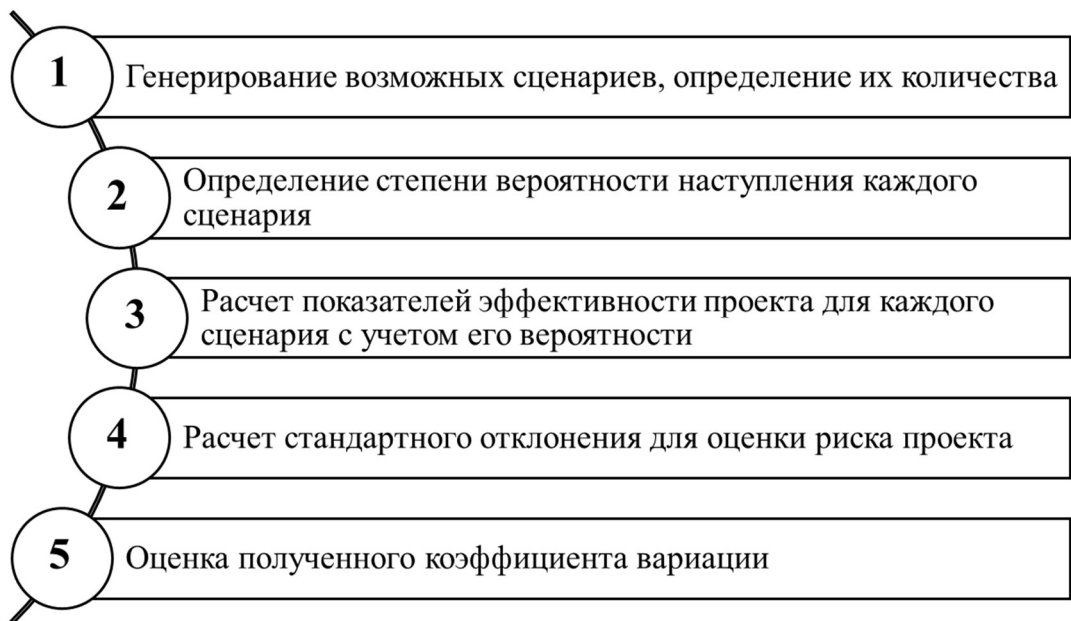 1
Генерирование возможных сценариев, определение их количества
2
Определение степени вероятности наступления каждого
сценария
3
Расчет показателей эффективности проекта для каждого
сценария с учетом его вероятности
4
Расчет стандартного отклонения для оценки риска проекта
5
Оценка полученного коэффициента вариации